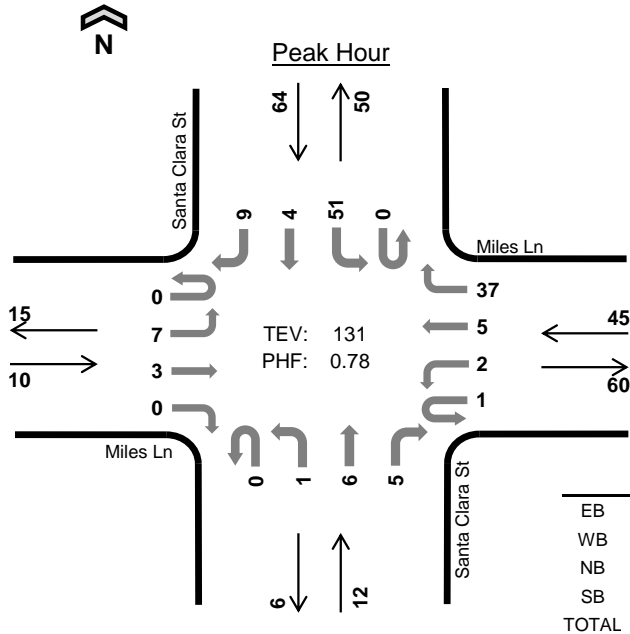 N
Peak Hour
64
50
Santa Clara St
9
4
51
0
Miles Ln
0
37
15
7
TEV: 131
5
45
PHF: 0.78
10
3
2
60
0
1
Miles Ln
0
1
6
5
Santa Clara St
EB
WB
NB
SB
TOTAL
6
12